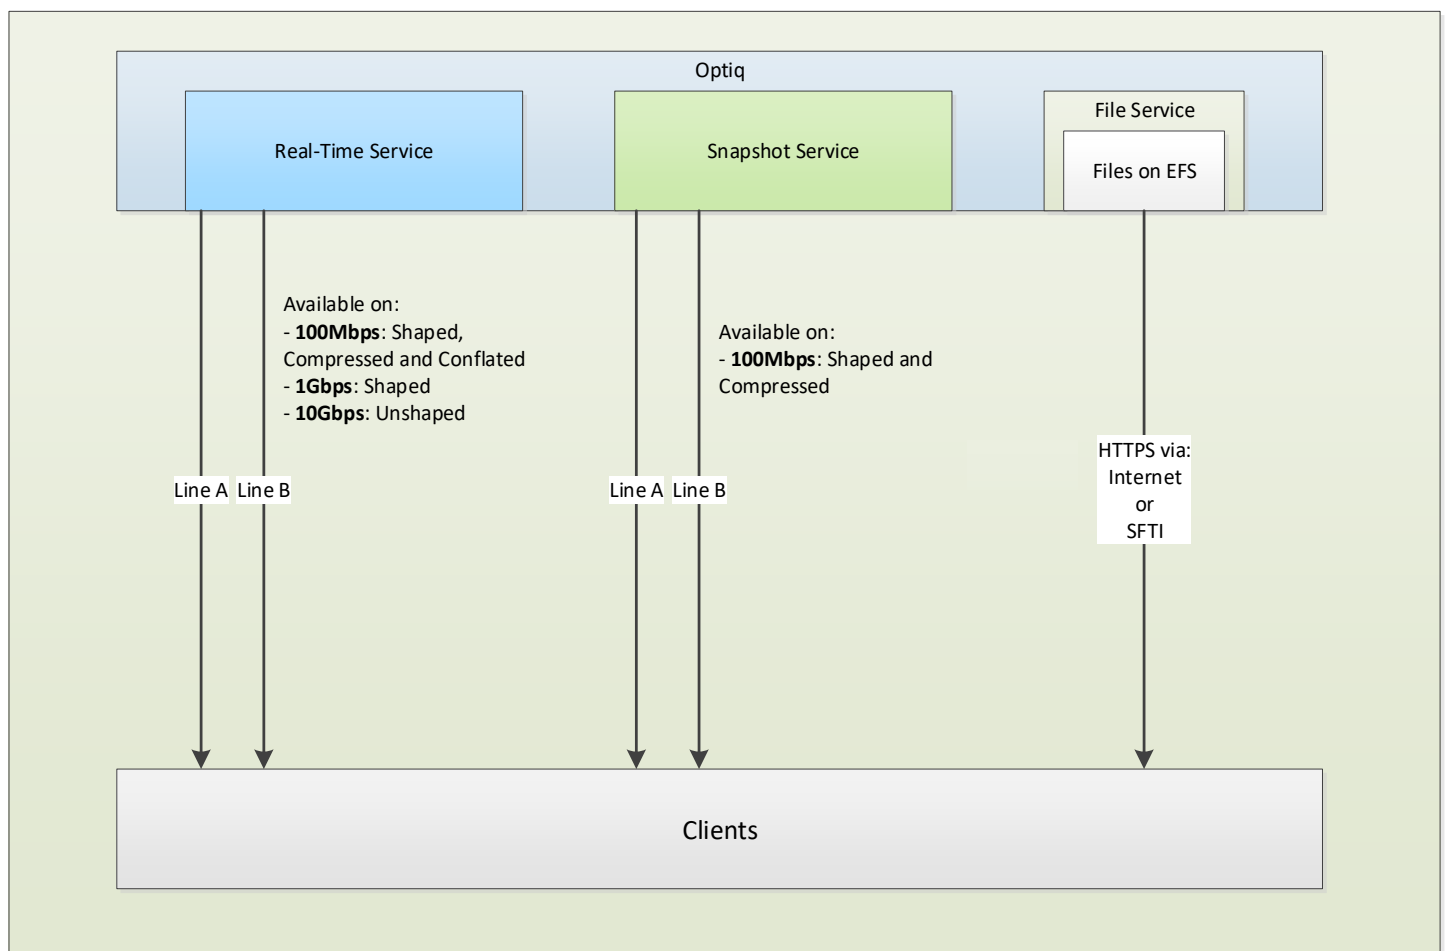 Optiq
Real-Time Service
Snapshot Service
File Service
Files on EFS
Available on:
- 100Mbps: Shaped,
Compressed and Conflated
- 1Gbps: Shaped
- 10Gbps: Unshaped
Available on:
- 100Mbps: Shaped and
Compressed
Line A
Line B
Line A
Line B
HTTPS via:
Internet
or
SFTI
Clients